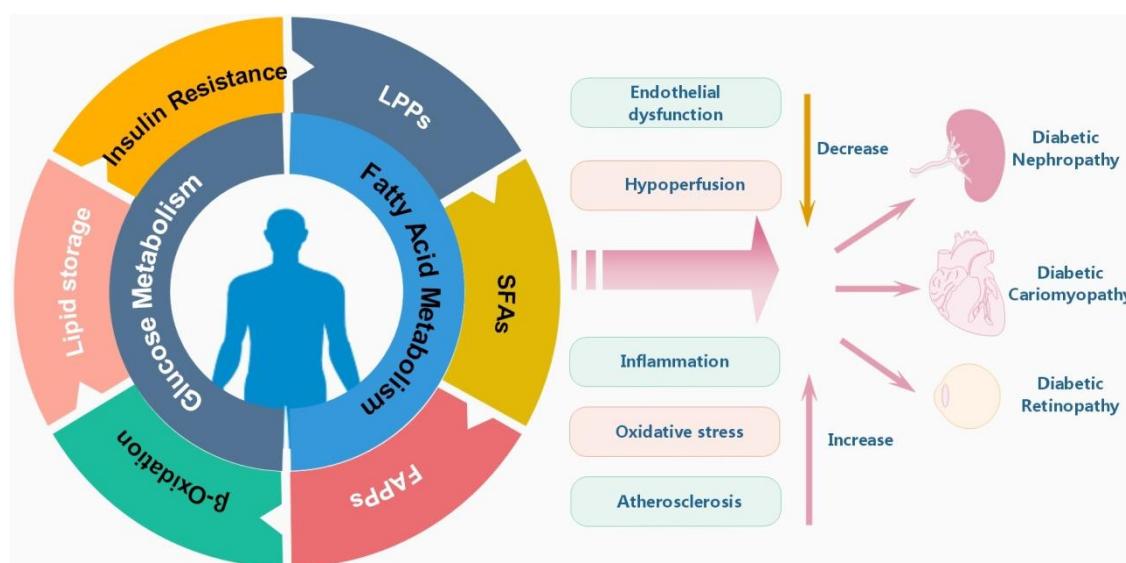 Insulin Resistance
LPPs
SFAs
FAPPs
β-Oxidation
Lipid storage
Glucose Metabolism
Fatty Acid Metabolism
Endothelial
dysfunction
Hypoperfusion
Inflammation
Oxidative stress
Atherosclerosis
Decrease
Increase
Diabetic
Nephropathy
Diabetic
Cariomyopathy
Diabetic
Retinopathy